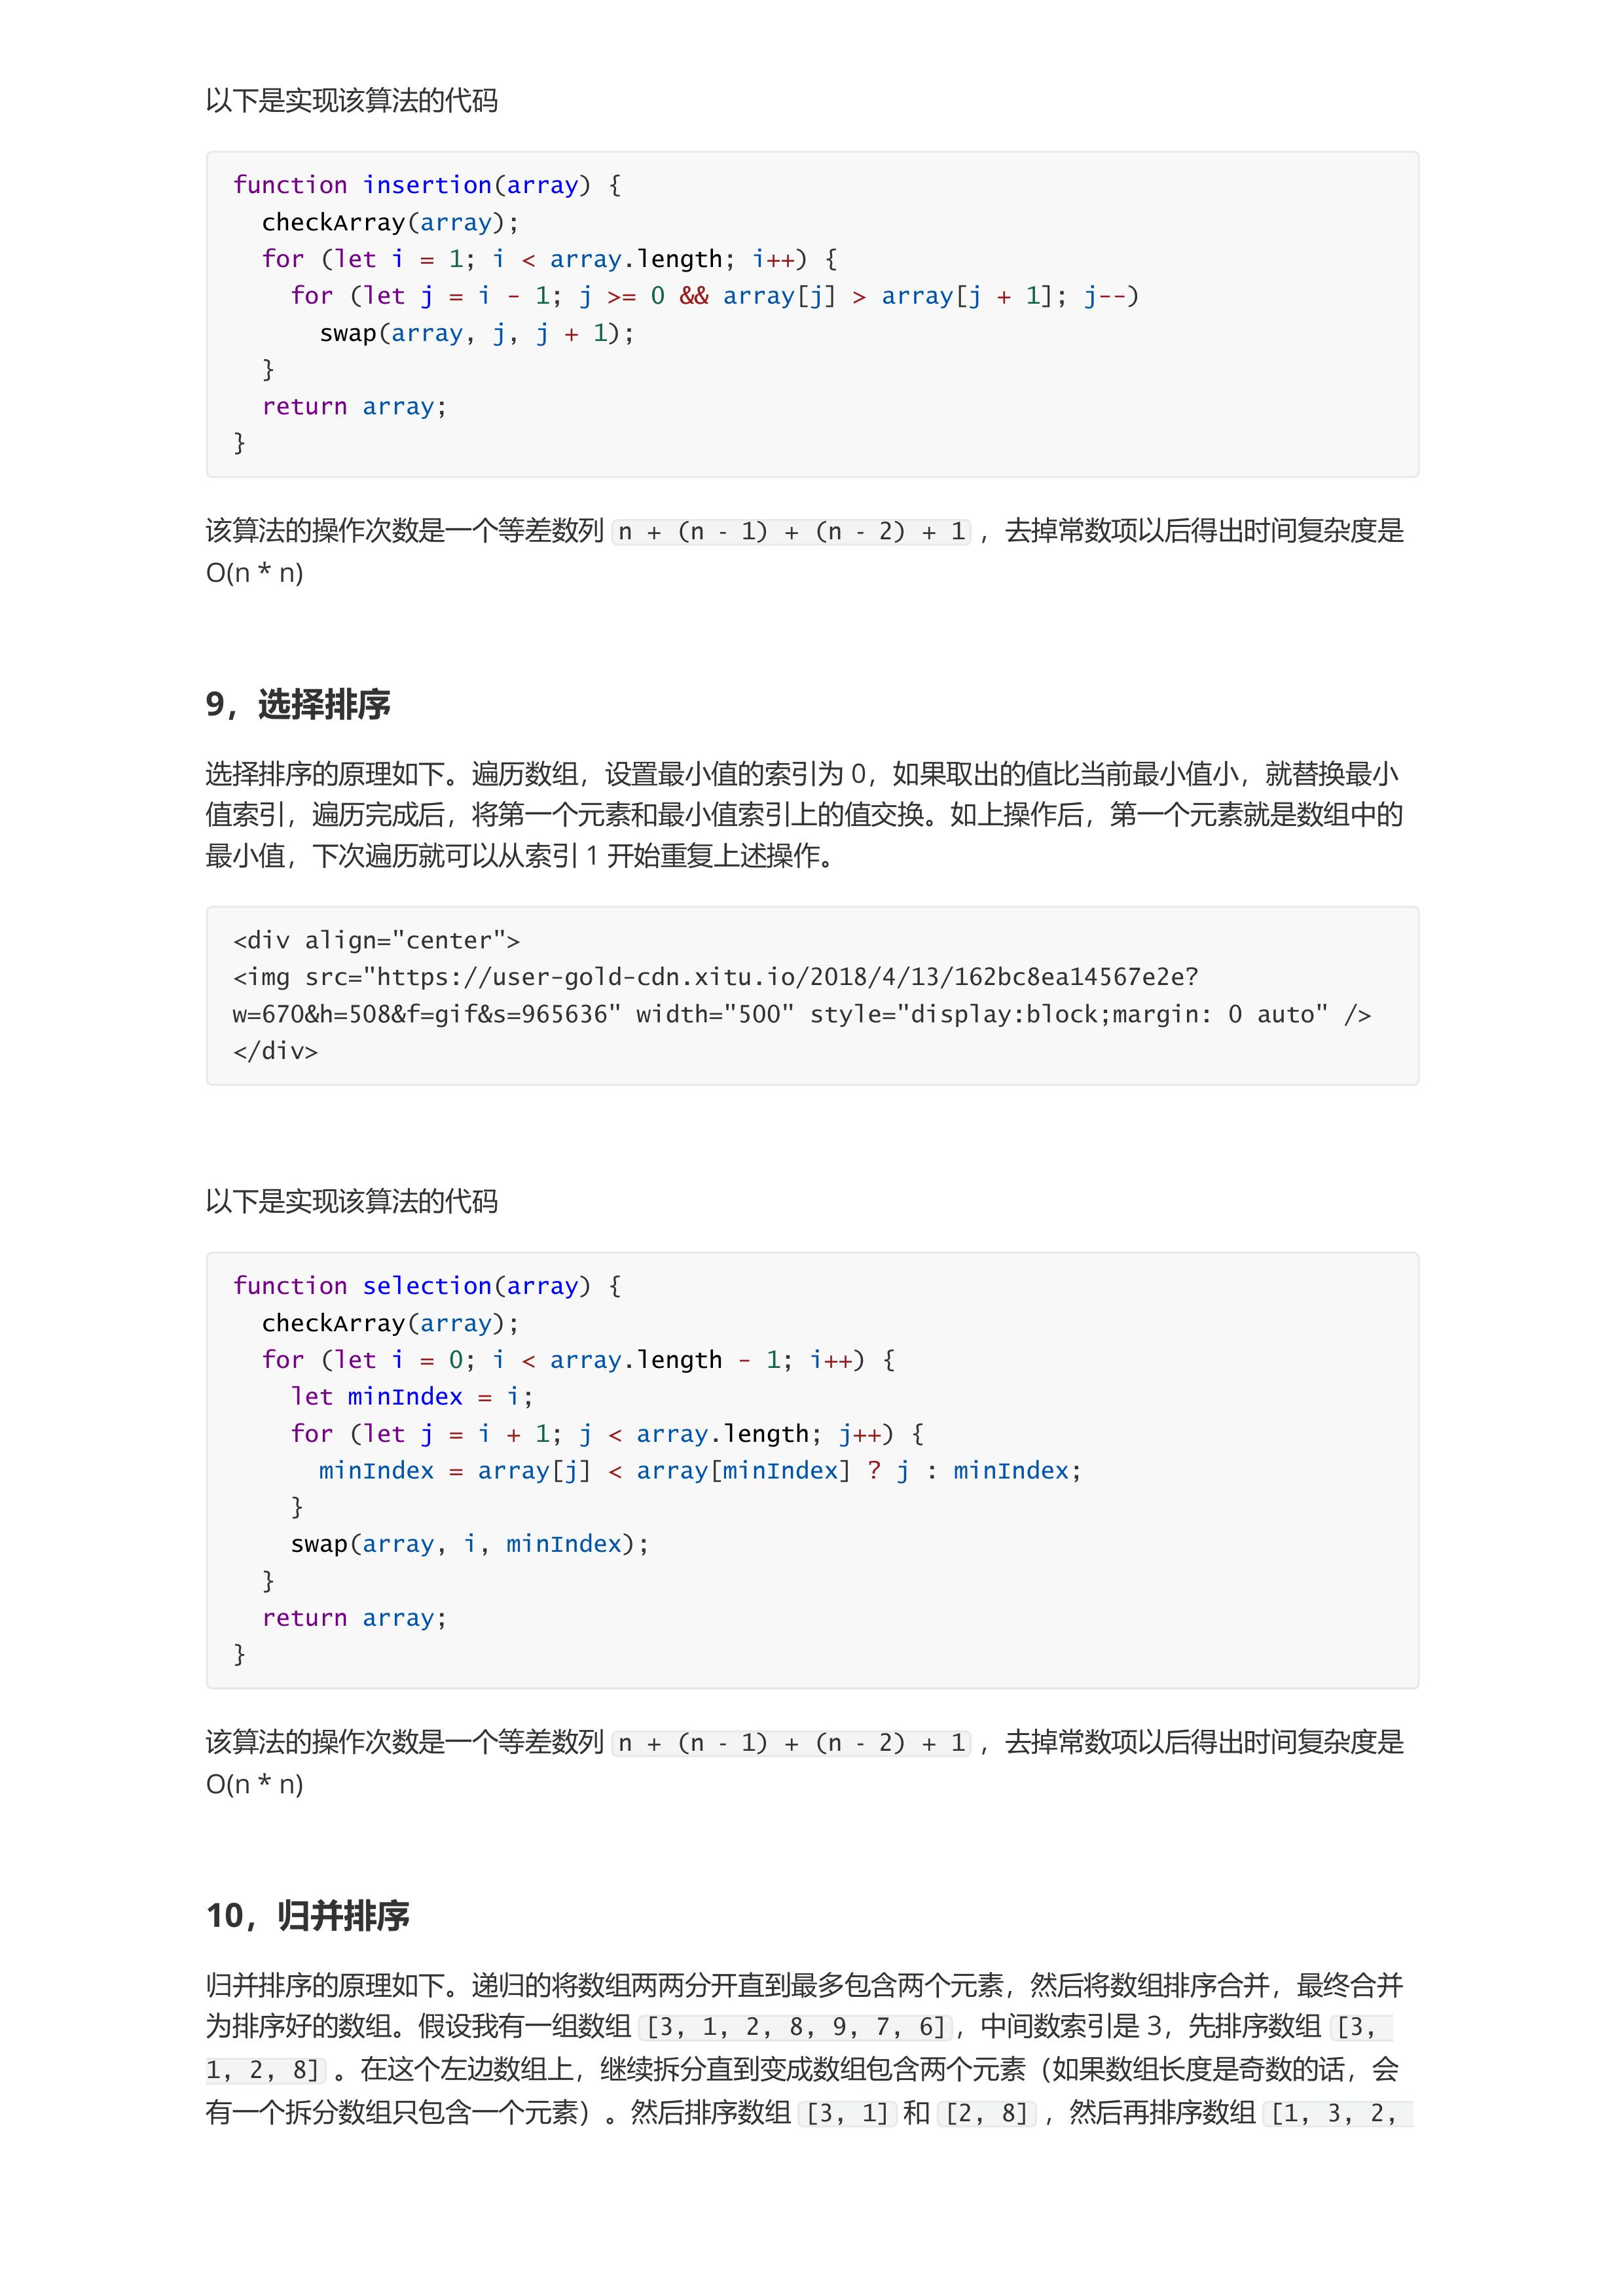 以下是实现该算法的代码
function insertion(array) {
  checkArray(array);
  for (let i = 1; i < array.length; i++) {
    for (let j = i - 1; j >= 0 && array[j] > array[j + 1]; j--)
      swap(array, j, j + 1);
  }
  return array;
}
该算法的操作次数是一个等差数列 n + (n - 1) + (n - 2) + 1 ，去掉常数项以后得出时间复杂度是
O(n * n)
9，选择排序
选择排序的原理如下。遍历数组，设置最小值的索引为 0，如果取出的值比当前最小值小，就替换最小
值索引，遍历完成后，将第一个元素和最小值索引上的值交换。如上操作后，第一个元素就是数组中的
最小值，下次遍历就可以从索引 1 开始重复上述操作。
<div align="center">
<img src="https://user-gold-cdn.xitu.io/2018/4/13/162bc8ea14567e2e?
w=670&h=508&f=gif&s=965636" width="500" style="display:block;margin: 0 auto" />
</div>
以下是实现该算法的代码
function selection(array) {
  checkArray(array);
  for (let i = 0; i < array.length - 1; i++) {
    let minIndex = i;
    for (let j = i + 1; j < array.length; j++) {
      minIndex = array[j] < array[minIndex] ? j : minIndex;
    }
    swap(array, i, minIndex);
  }
  return array;
}
该算法的操作次数是一个等差数列 n + (n - 1) + (n - 2) + 1 ，去掉常数项以后得出时间复杂度是
O(n * n)
10，归并排序
归并排序的原理如下。递归的将数组两两分开直到最多包含两个元素，然后将数组排序合并，最终合并
为排序好的数组。假设我有一组数组 [3, 1, 2, 8, 9, 7, 6]，中间数索引是 3，先排序数组 [3,
1, 2, 8] 。在这个左边数组上，继续拆分直到变成数组包含两个元素（如果数组长度是奇数的话，会
有一个拆分数组只包含一个元素）。然后排序数组 [3, 1] 和 [2, 8] ，然后再排序数组 [1, 3, 2,